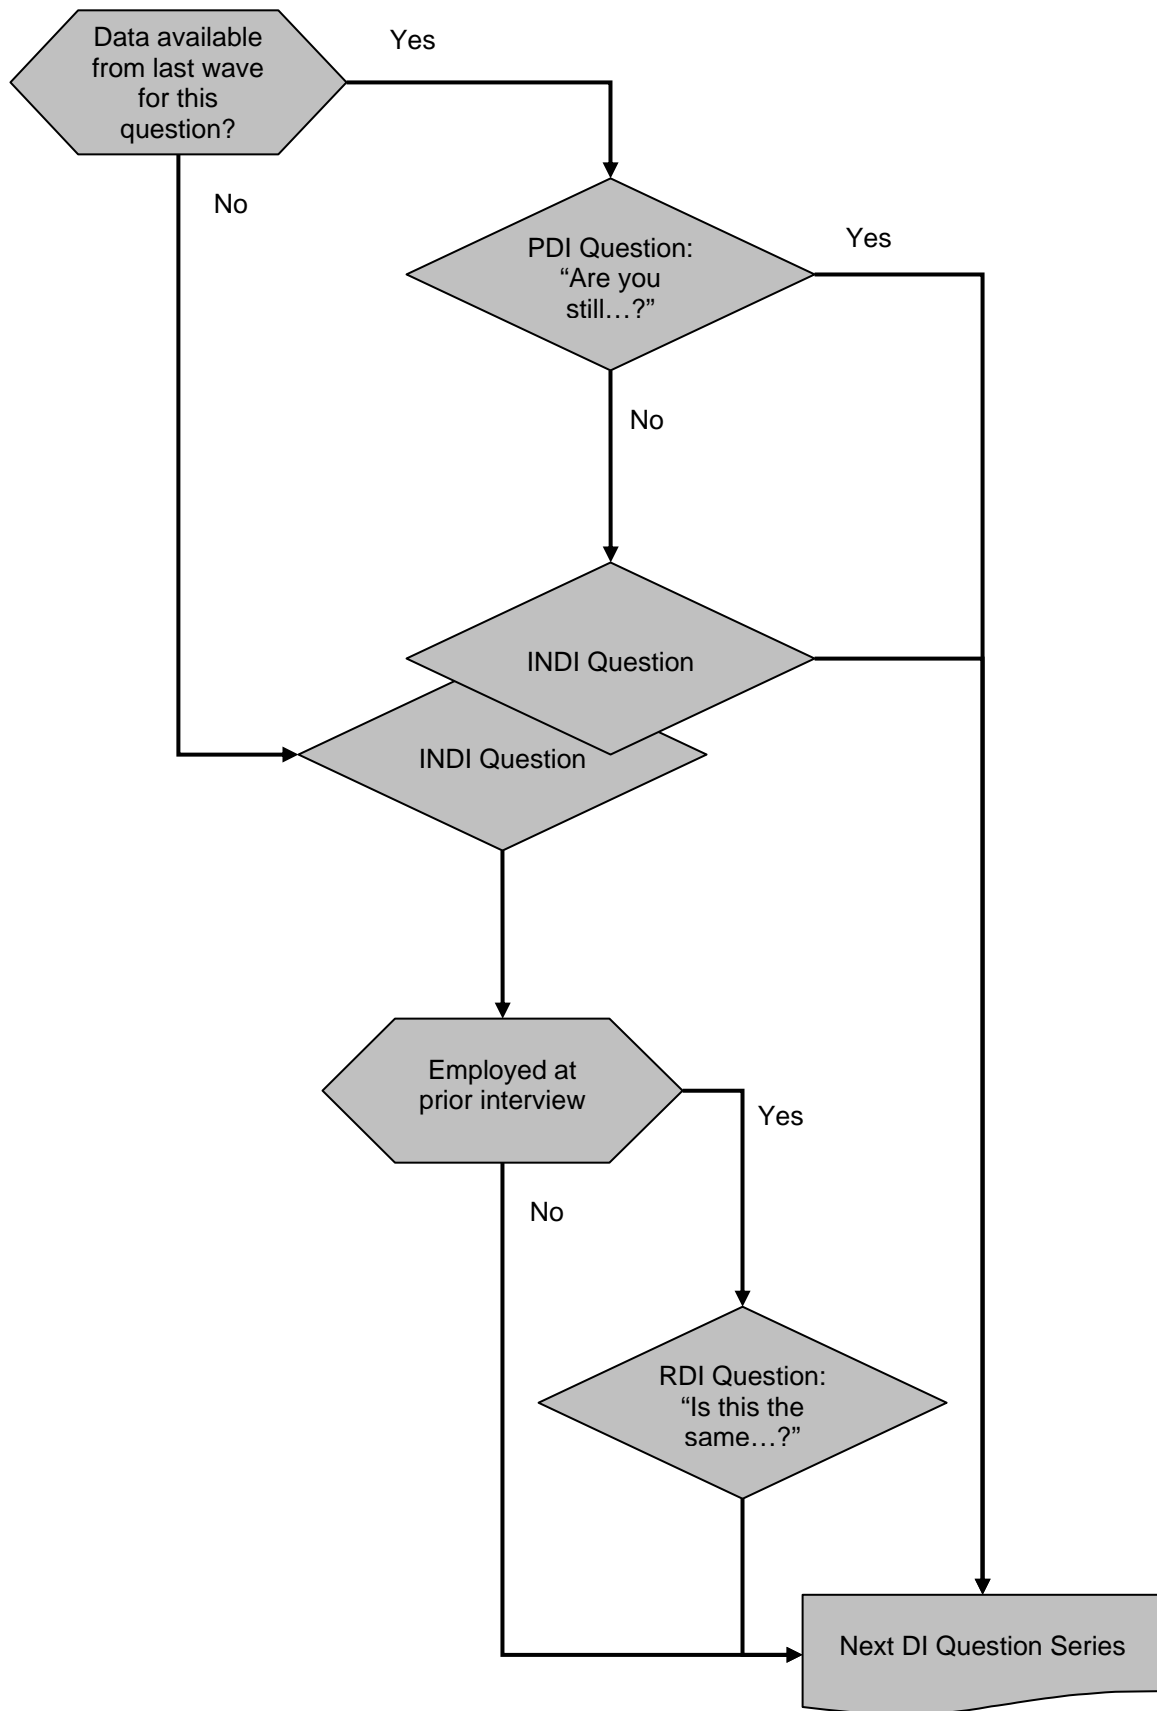 Data available
from last wave
for this
question?
Yes
No
PDI Question:
“Are you
still…?”
Yes
No
INDI Question
INDI Question
Employed at
prior interview
Yes
No
RDI Question:
“Is this the
same…?”
Next DI Question Series